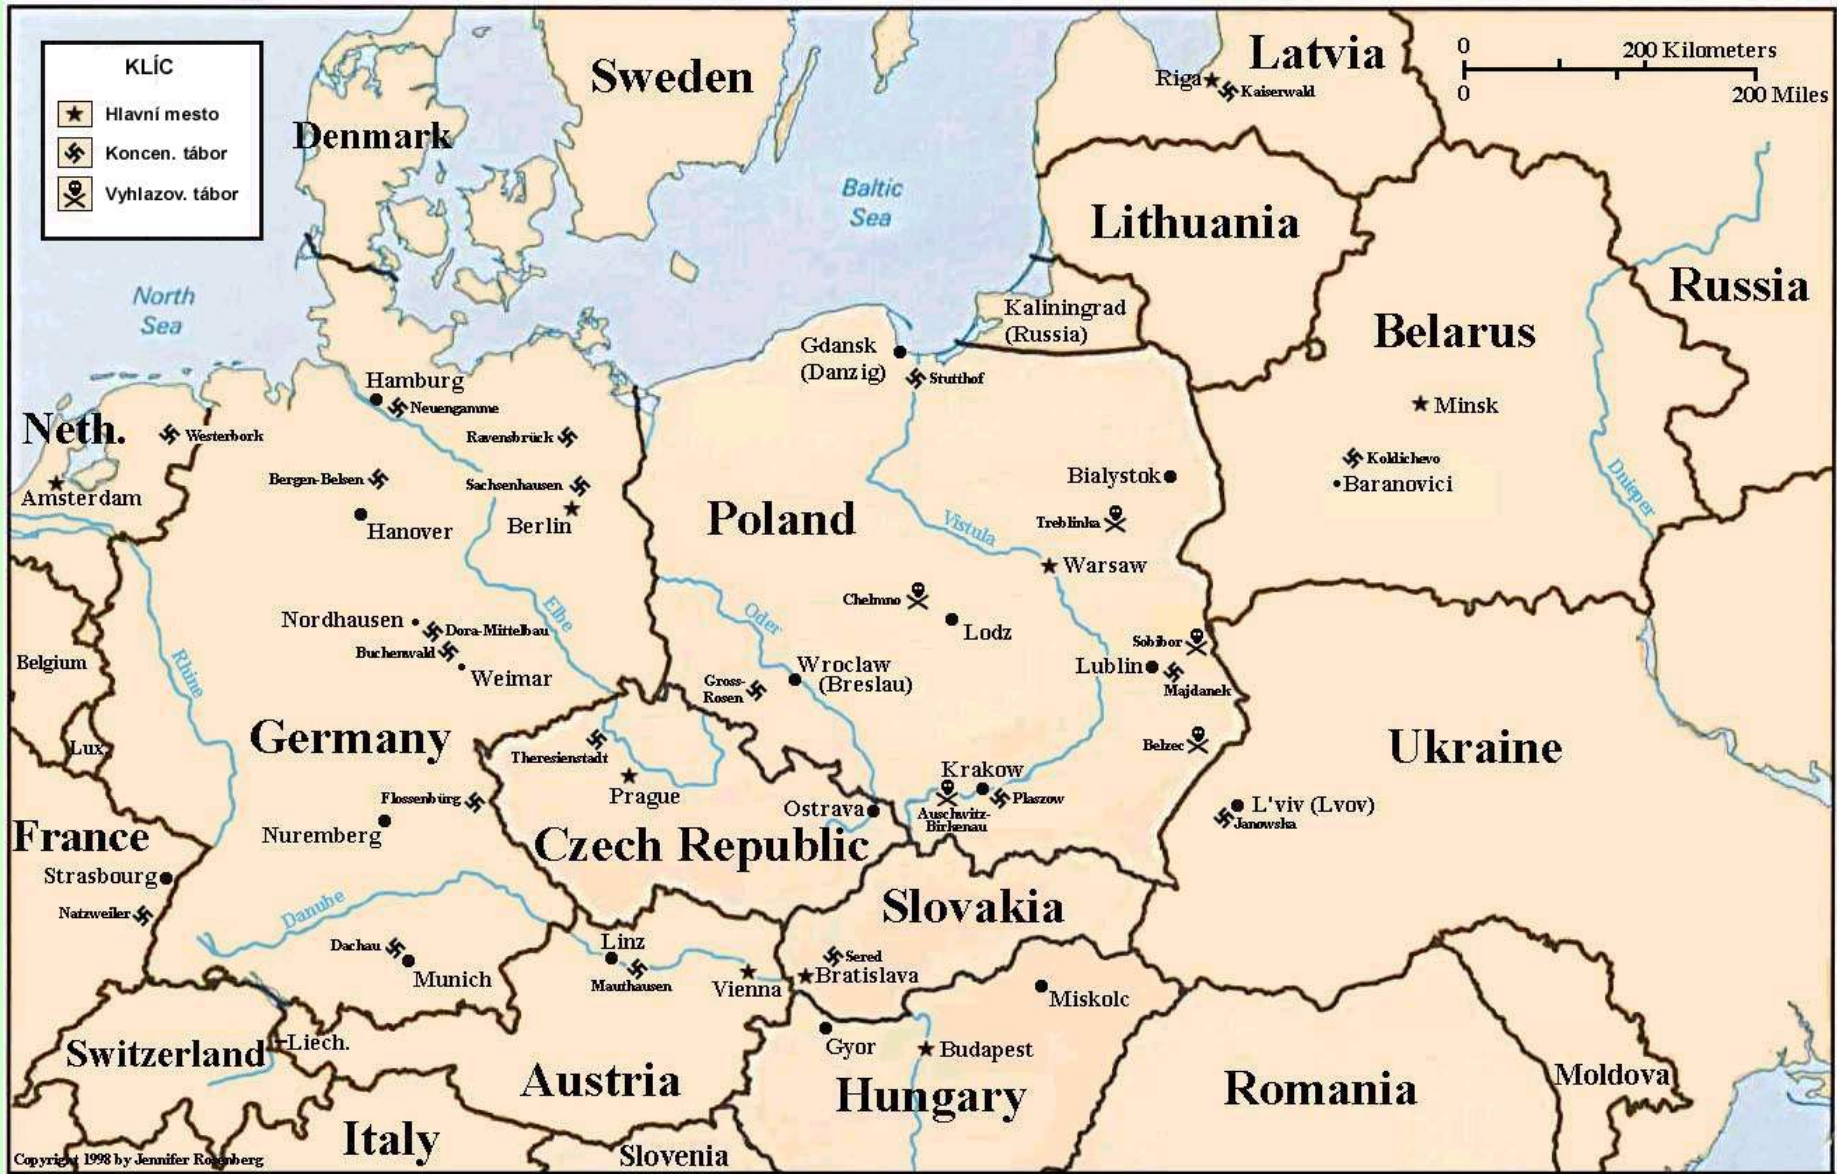 KLÍC
Hlavní mesto
Koncen. tábor
Vyhlazov. tábor
Sweden
Denmark
Latvia
Riga
Kaiserwald
0
200 Kilometers
0
200 Miles
Baltic
Sea
North
Sea
Lithuania
Russia
Kaliningrad
(Russia)
Belarus
Gdansk
(Danzig)
Stutthof
Hamburg
Neuengamme
Neth.
Westerbork
Ravensbrück
Minsk
Bergen-Belsen
Sachsenhausen
Koldichevo
Baranovici
Bialystok
Amsterdam
Hanover
Berlin
Poland
Treblinka
Vistula
Dnieper
Warsaw
Chelmno
Lodz
Elbe
Oder
Nordhausen
Dora-Mittelbau
Buchenwald
Weimar
Sobibor
Lublin
Majdanek
Belgium
Rhine
Wroclaw
(Breslau)
Gross-
Rosen
Germany
Lux.
Belzec
Ukraine
Theresienstadt
Prague
Krakow
Plaszow
Auschwitz-
Birkenau
Flossenbürg
Ostrava
L'viv (Lvov)
Janowska
France
Nuremberg
Czech Republic
Strasbourg
Natzweiler
Danube
Slovakia
Dachau
Munich
Linz
Mauthausen
Vienna
Sered
Bratislava
Miskolc
Switzerland
Liech.
Gyor
Budapest
Austria
Hungary
Romania
Moldova
Italy
Slovenia
Copyright 1998 by Jennifer Rosenberg